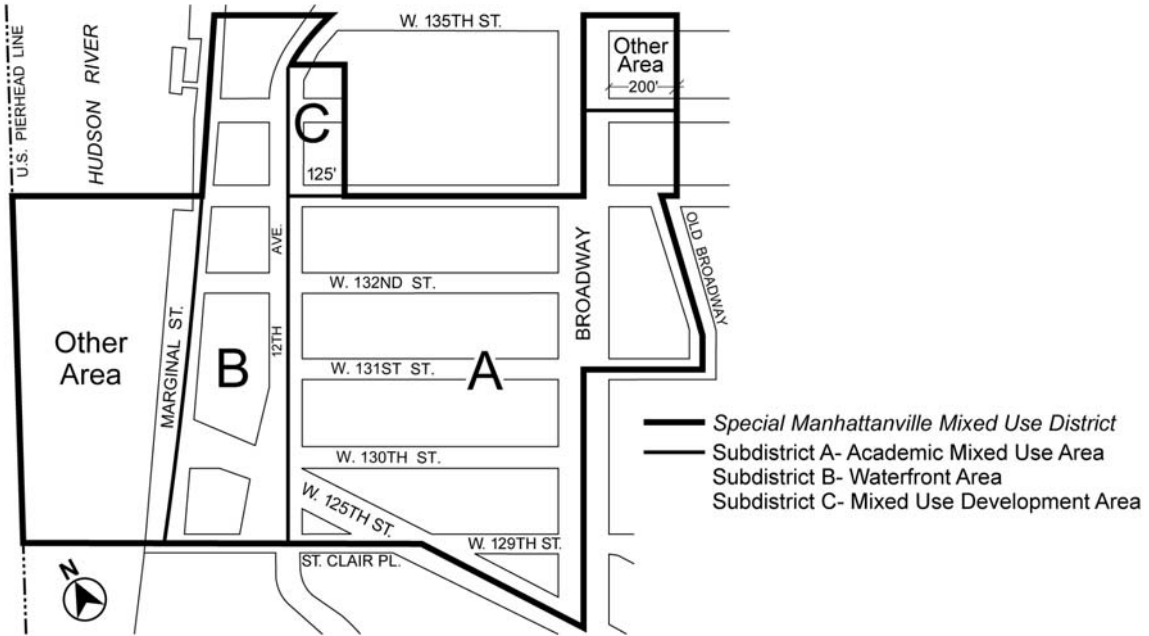 W. 135TH ST.
U.S. PIERHEAD LINE
HUDSON RIVER
Other
Area
200'
C
125'
AVE.
12TH
BROADWAY
OLD BROADWAY
W. 132ND ST.
MARGINAL ST.
Other
Area
B
W. 131ST ST.
A
W. 130TH ST.
W. 125TH ST.
W. 129TH ST.
ST. CLAIR PL.
N
Special Manhattanville Mixed Use District
Subdistrict A- Academic Mixed Use Area
Subdistrict B- Waterfront Area
Subdistrict C- Mixed Use Development Area